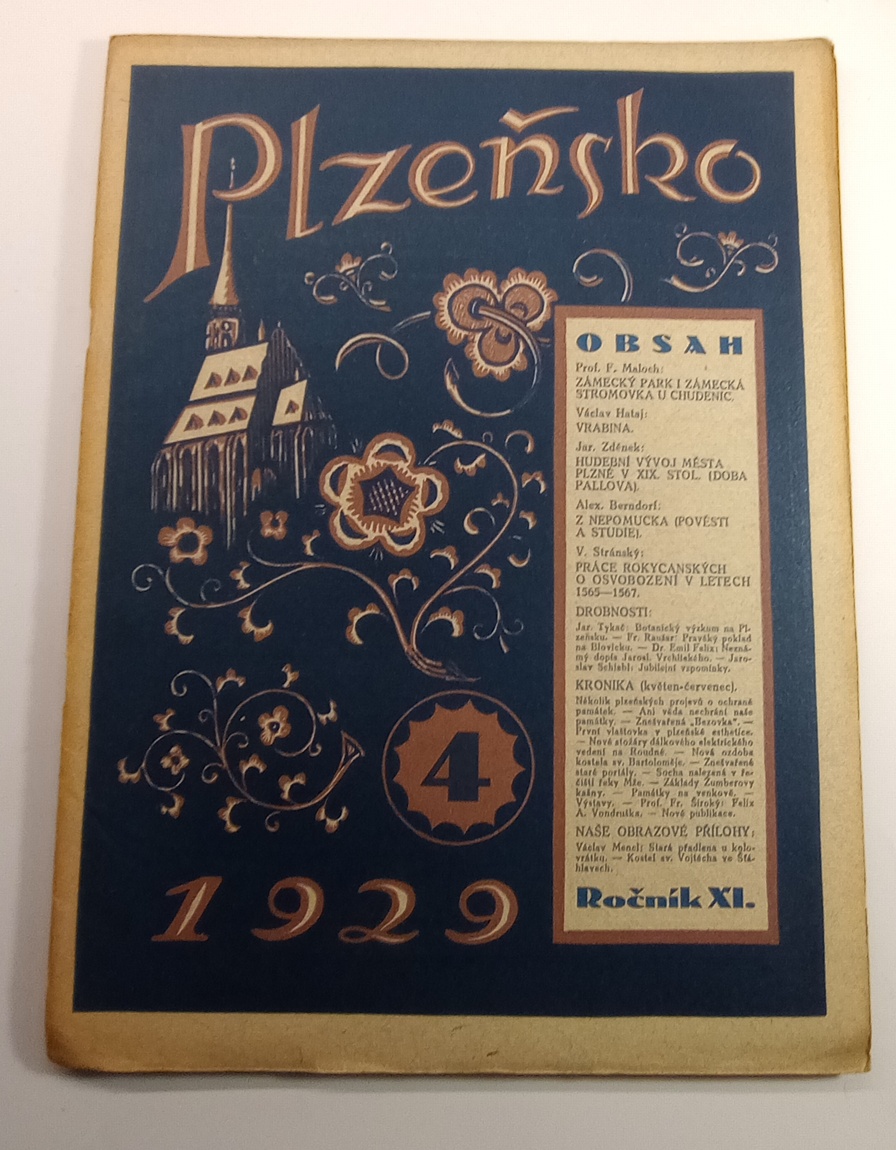 Plzeňsko
OBSAH
Prof. F. Maloch:
ZÁMECKÝ PARK I ZÁMECKÁ
STROMOVKA U CHUDENIC.
Václav Hataj:
VRABINA.
Jar. Zděnek:
HUDEBNÍ VÝVOJ MĚSTA
PLZNĚ V XIX. STOL. (DOBA
PALLOVA).
Alex. Berndorf:
Z NEPOMUCKA (POVĚSTI
A STUDIE).
V. Stránský:
PRÁCE ROKYCANSKÝCH
O OSVOBOZENÍ V LETECH
1565—1567.
DROBNOSTI:
Jar. Tykač: Botanický výzkum na Pl-
zeňsku. — Fr. Raušar: Pravěký poklad
na Blovicku. — Dr. Emil Felix: Nezná-
mý dopis Jarosl. Vrchlického. — Jaro-
slav Schiebl: Jubilejní vzpomínky.
KRONIKA (květen-červenec).
Několik plzeňských projevů o ochraně
památek. — Ani věda nechrání naše
památky. — Znešvařená „Bezovka“. —
První vlaštovka v plzeňské esthetice.
— Nové stožáry dálkového elektrického
vedení na Roudné. — Nová ozdoba
kostela sv. Bartoloměje. — Znešvařené
staré portály. — Socha nalezená v ře-
čišti řeky Mže. — Základy Žumberovy
kašny. — Památky na venkově. —
Výstavy. — Prof. Fr. Široký: Felix
A. Vondruška. — Nové publikace.
NAŠE OBRAZOVÉ PŘÍLOHY:
Václav Mencl: Stará přadlena u kolo-
vrátku. — Kostel sv. Vojtěcha ve Šťá-
hlavech.
Ročník XI.
4
1929